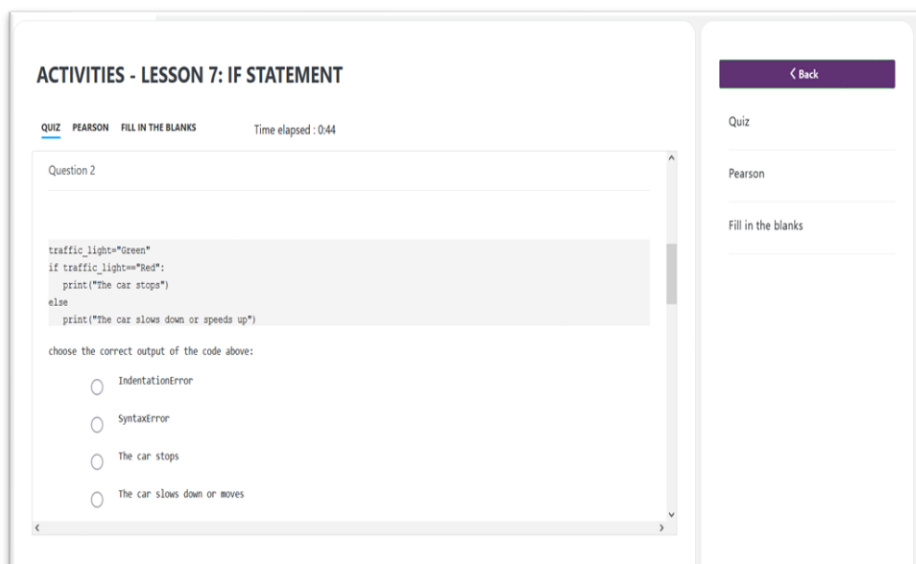 ACTIVITIES - LESSON 7: IF STATEMENT
QUIZ PEARSON FILL IN THE BLANKS Time elapsed : 0:44
Question 2
traffic_light="Green"
if traffic_light=="Red":
print("The car stops")
else
print("The car slows down or speeds up")
choose the correct output of the code above:
IndentationError
SyntaxError
The car stops
The car slows down or moves
Back
Quiz
Pearson
Fill in the blanks